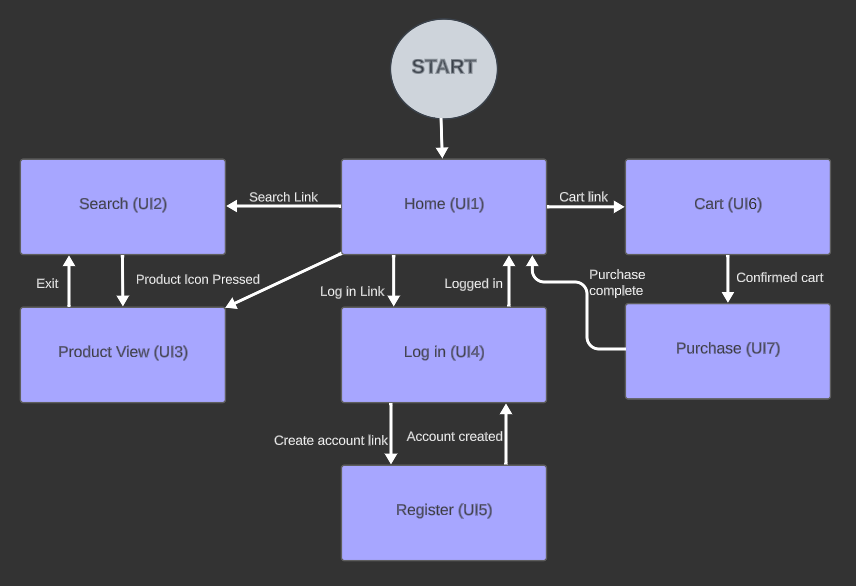 START
Search (UI2)
Search Link
Home (UI1)
Cart link
Cart (UI6)
Exit
Product Icon Pressed
Log in Link
Logged in
Purchase
complete
Confirmed cart
Product View (UI3)
Log in (UI4)
Purchase (UI7)
Create account link
Account created
Register (UI5)